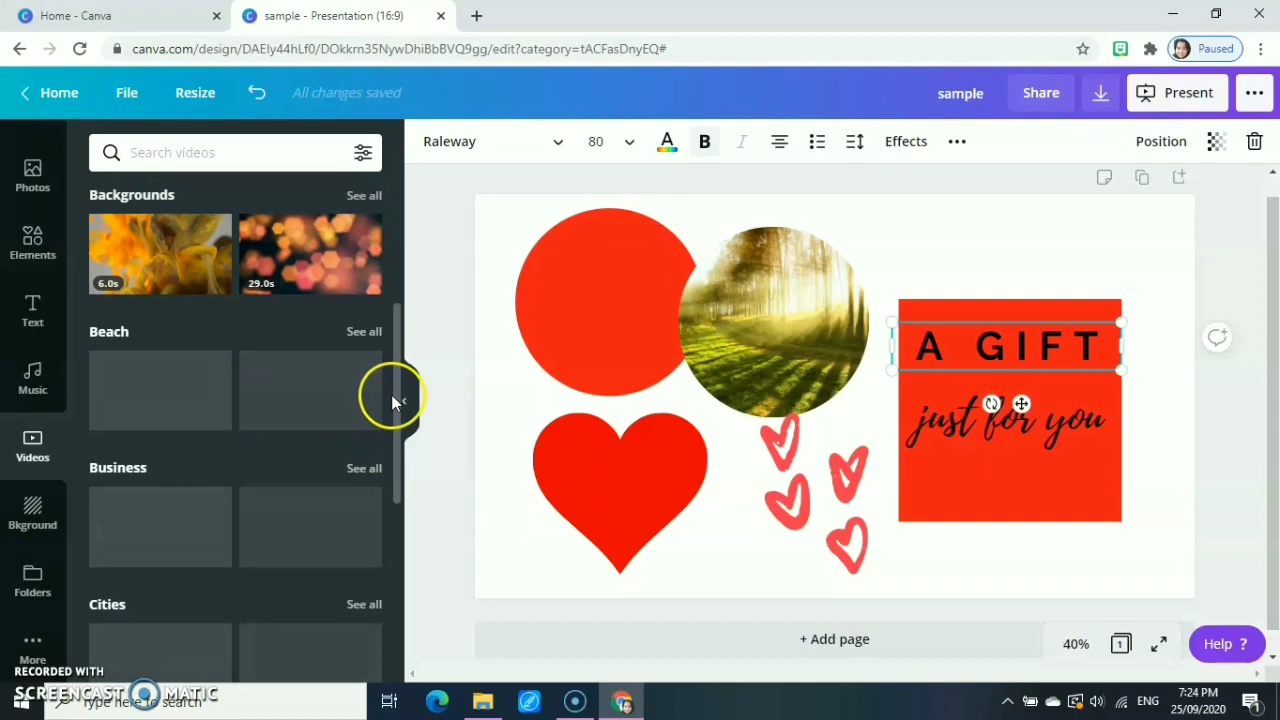 Home - Canva
sample - Presentation (16:9)
canva.com/design/DAEly44hLf0/DOkkrn35NywDhiBbBVQ9gg/edit?category=tACFasDnyEQ#
Paused
Home
File
Resize
All changes saved
sample
Share
Present
Search videos
Raleway
80
A
B
I
Effects
Position
Photos
Elements
Text
Music
Videos
Bkground
Folders
More
Backgrounds
See all
6.0s
29.0s
Beach
See all
Business
See all
Cities
See all
A GIFT
just for you
+ Add page
40%
1
Help ?
RECORDED WITH
SCREENCAST MATIC
Type here to search
ENG
7:24 PM
25/09/2020